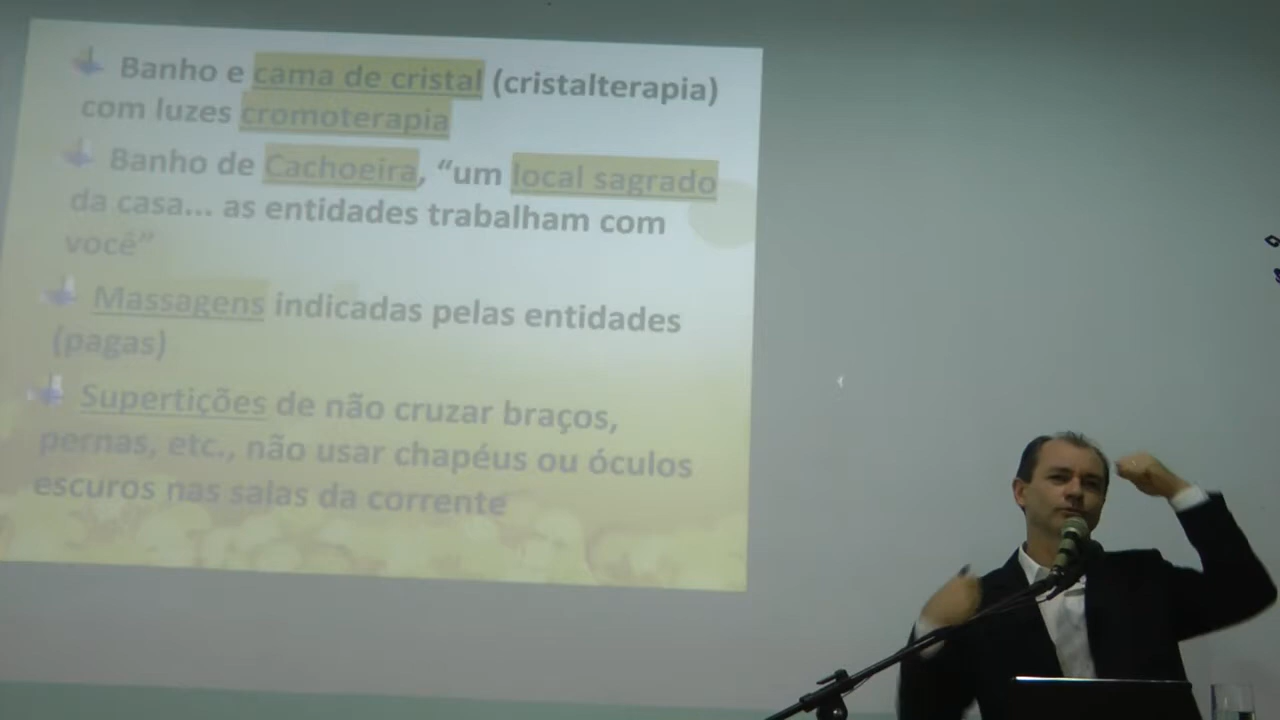 Banho e cama de cristal (cristalterapia)
com luzes cromoterapia
Banho de Cachoeira, “um local sagrado
da casa... as entidades trabalham com
você”
Massagens indicadas pelas entidades
(pagas)
Supertições de não cruzar braços,
pernas, etc., não usar chapéus ou óculos
escuros nas salas da corrente